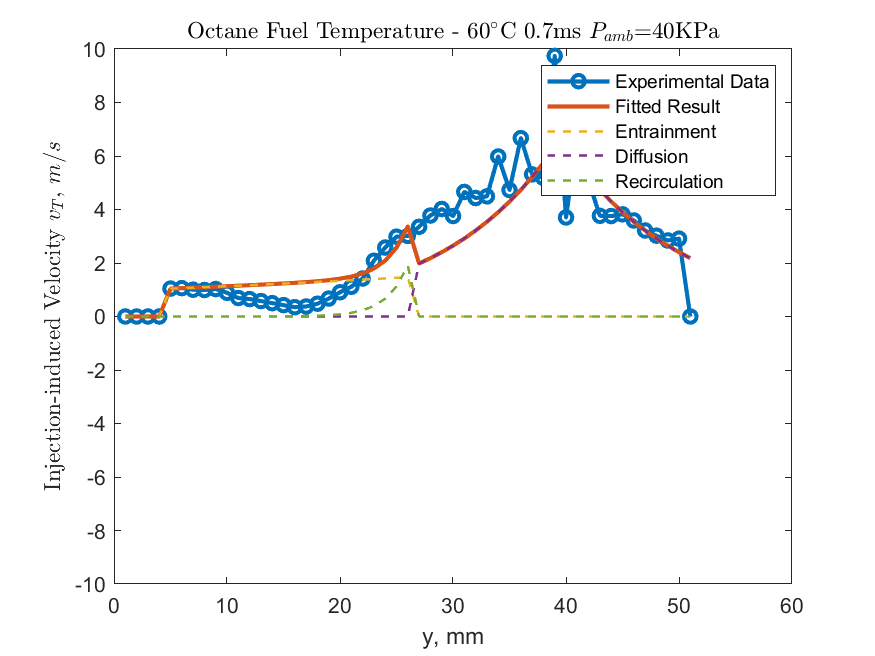 Octane Fuel Temperature - 60°C 0.7ms P_amb=40KPa
10
8
6
4
2
0
-2
-4
-6
-8
-10
Injection-induced Velocity v_T, m/s
Experimental Data
Fitted Result
Entrainment
Diffusion
Recirculation
0 10 20 30 40 50 60
y, mm